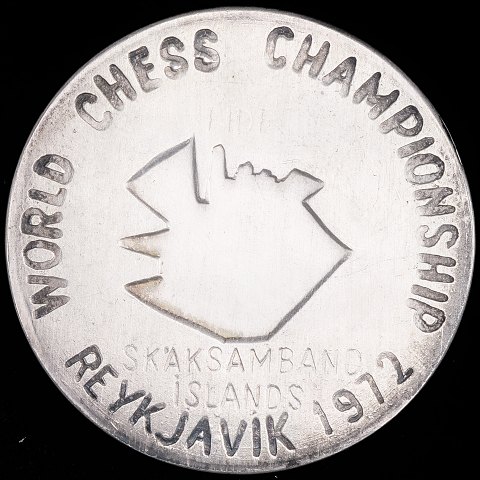 WORLD CHESS CHAMPIONSHIP
FIDE
SKÁKSAMBAND
ÍSLANDS
REYKJAVÍK 1972